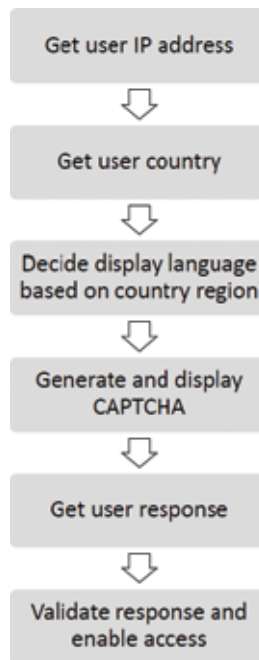 Get user IP address
Get user country
Decide display language
based on country region
Generate and display
CAPTCHA
Get user response
Validate response and
enable access